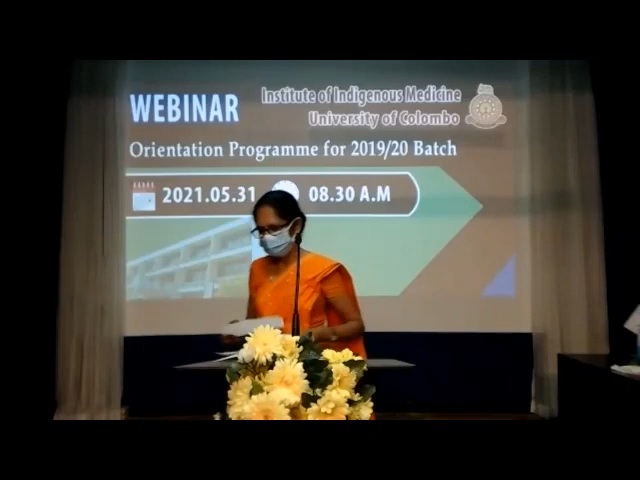 WEBINAR
Institute of Indigenous Medicine
University of Colombo
Orientation Programme for 2019/20 Batch
2021.05.31 08.30 A.M